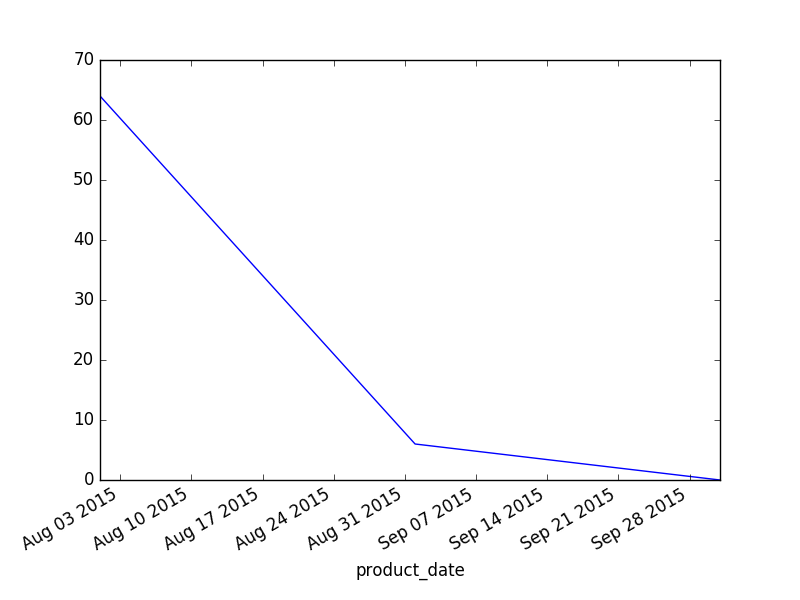 70
60
50
40
30
20
10
0
Aug 03 2015
Aug 10 2015
Aug 17 2015
Aug 24 2015
Aug 31 2015
Sep 07 2015
Sep 14 2015
Sep 21 2015
Sep 28 2015
product_date